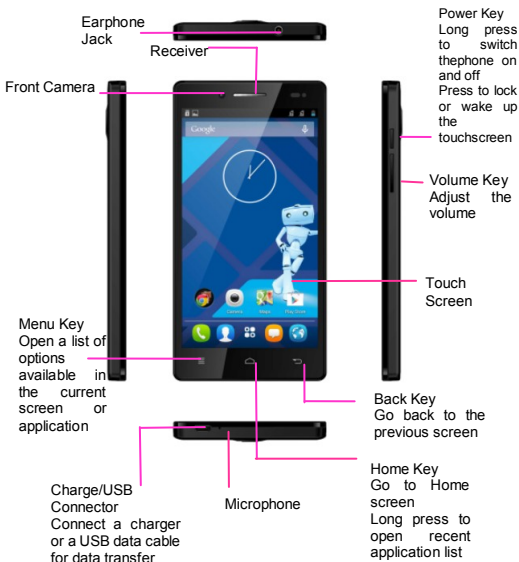 Earphone
Jack
Receiver
Front Camera
Power Key
Long press
to switch
thephone on
and off
Press to lock
or wake up
the
touchscreen
Volume Key
Adjust the
volume
Google
Touch
Screen
Camera
Maps
Play Store
Menu Key
Open a list of
options
available in
the current
screen or
application
Back Key
Go back to the
previous screen
Home Key
Go to Home
screen
Long press to
open recent
application list
Charge/USB
Connector
Connect a charger
or a USB data cable
for data transfer
Microphone